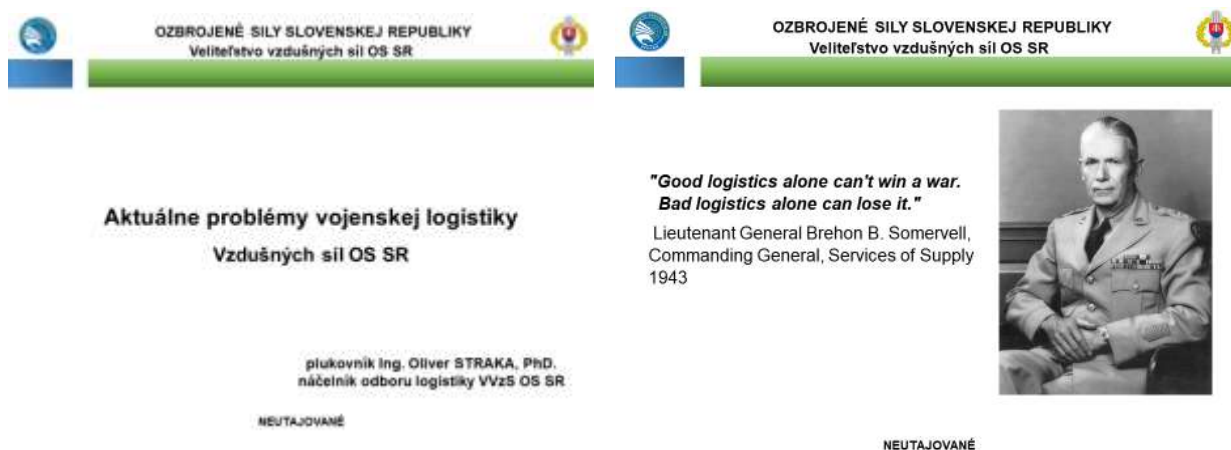 OZBROJENÉ SILY SLOVENSKEJ REPUBLIKY
Veliteľstvo vzdušných síl OS SR
Aktuálne problémy vojenskej logistiky
Vzdušných síl OS SR
plukovník Ing. Oliver STRAKA, PhD.
náčelník odboru logistiky VVzS OS SR
NEUTAJOVANÉ
OZBROJENÉ SILY SLOVENSKEJ REPUBLIKY
Veliteľstvo vzdušných síl OS SR
"Good logistics alone can't win a war.
Bad logistics alone can lose it."
Lieutenant General Brehon B. Somervell,
Commanding General, Services of Supply
1943
NEUTAJOVANÉ